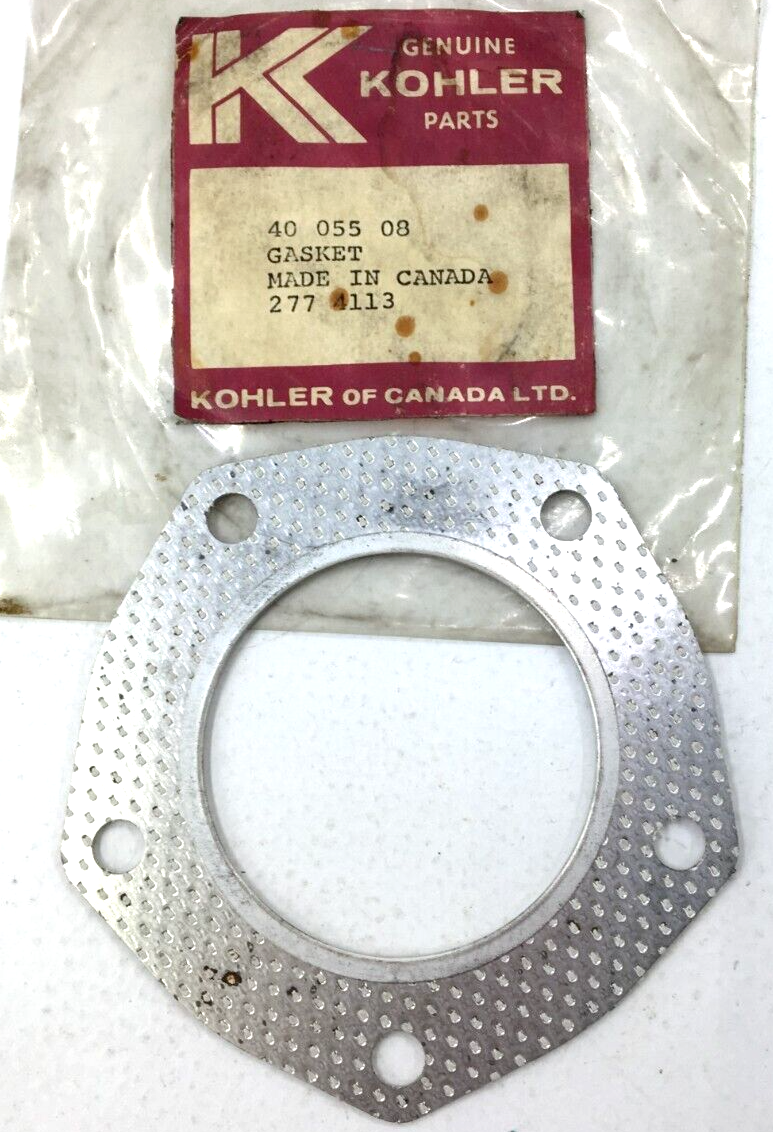 GENUINE
KOHLER
PARTS
40 055 08
GASKET
MADE IN CANADA
277 4113
KOHLER OF CANADA LTD.